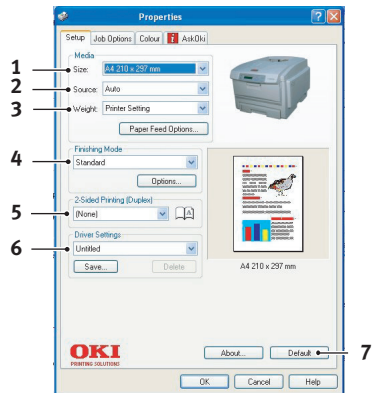 Properties
Setup Job Options Colour AskOki
Media
1 Size: A4 210 x 297 mm
2 Source: Auto
3 Weight: Printer Setting
Paper Feed Options...
4 Finishing Mode
Standard
Options...
2-Sided Printing (Duplex)
5 (None) A
Driver Settings
6 Untitled
Save... Delete
A4 210 x 297 mm
OKI
PRINTING SOLUTIONS
About... Default 7
OK Cancel Help